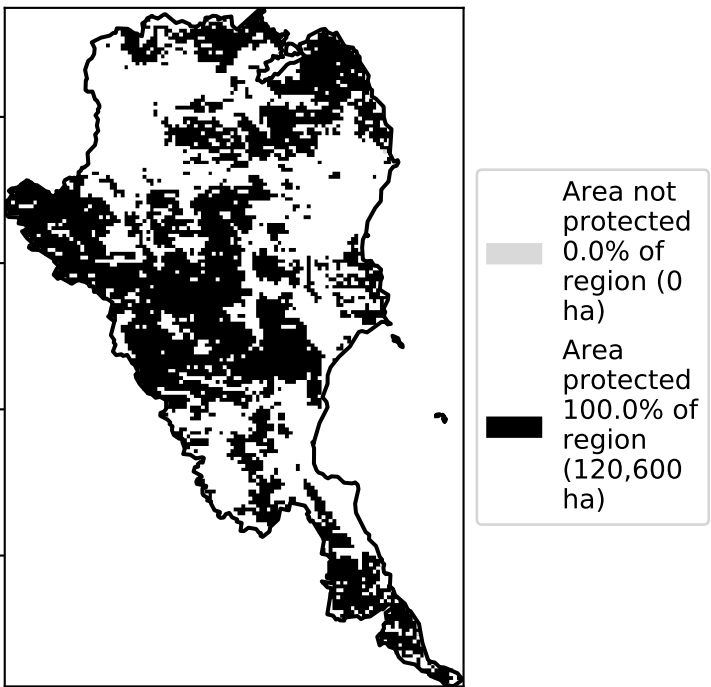 Area not
protected
0.0% of
region (0
ha)
Area
protected
100.0% of
region
(120,600
ha)